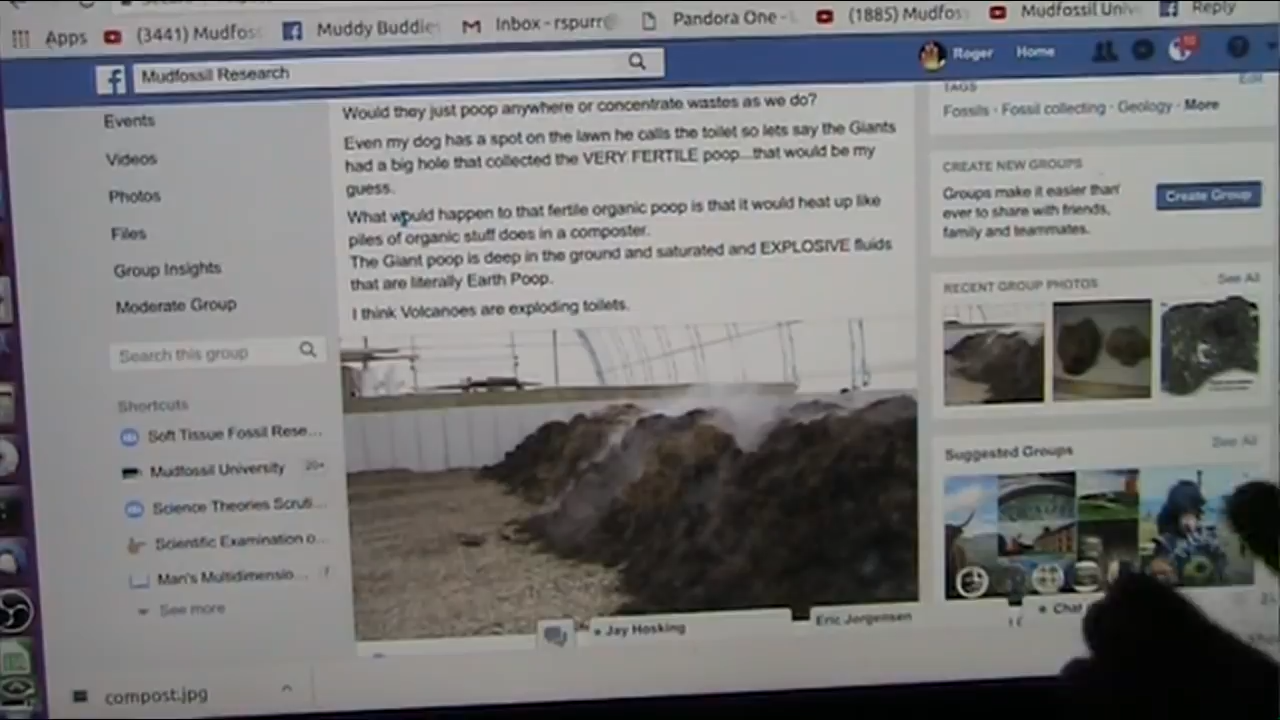 Apps (3441) Mudfos Muddy Buddie Inbox - rspurr@ Pandora One - L (1885) Mudfos Mudfossil Univ Reply
Mudfossil Research
Roger Home
Events
Videos
Photos
Files
Group Insights
Moderate Group
Search this group
Shortcuts
Soft Tissue Fossil Rese...
Mudfossil University 20+
Science Theories Scruti...
Scientific Examination o...
Man's Multidimensio...
See more
Would they just poop anywhere or concentrate wastes as we do?
Even my dog has a spot on the lawn he calls the toilet so lets say the Giants
had a big hole that collected the VERY FERTILE poop...that would be my
guess.
What would happen to that fertile organic poop is that it would heat up like
piles of organic stuff does in a composter.
The Giant poop is deep in the ground and saturated and EXPLOSIVE fluids
that are literally Earth Poop.
I think Volcanoes are exploding toilets.
TAGS Edit
Fossils · Fossil collecting · Geology · More
CREATE NEW GROUPS
Groups make it easier than
ever to share with friends,
family and teammates.
Create Group
RECENT GROUP PHOTOS See All
Suggested Groups See All
Jay Hosking
Eric Jorgensen
Chat
compost.jpg